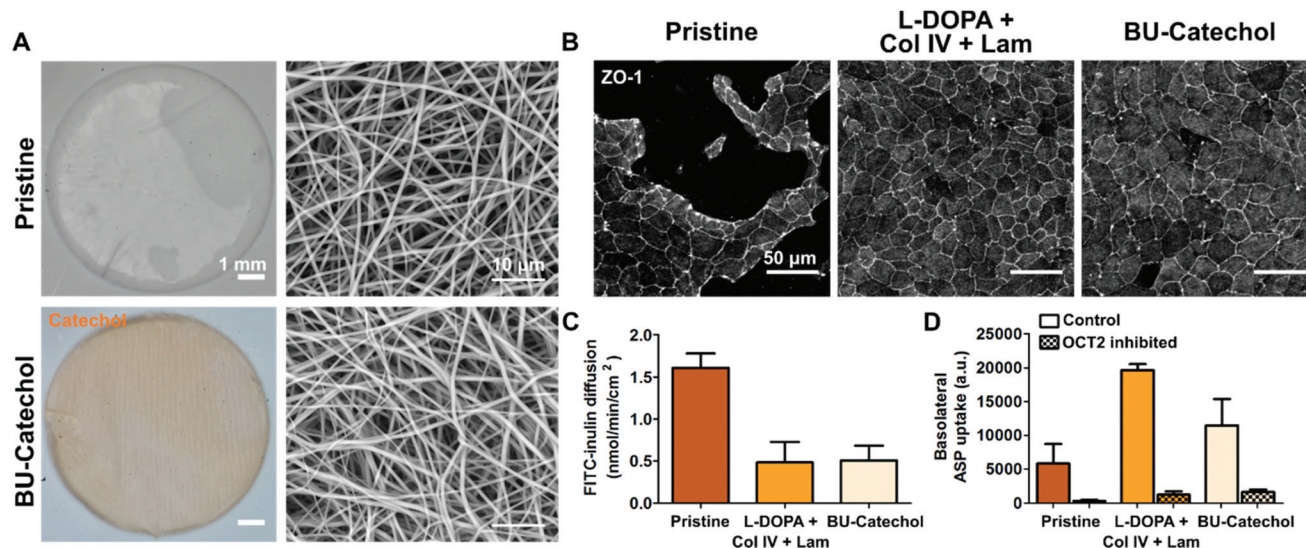 A
Pristine
1 mm
10 µm
BU-Catechol
Catechol
B
Pristine
L-DOPA +
Col IV + Lam
BU-Catechol
ZO-1
50 µm
C
FITC-inulin diffusion
(nmol/min/cm²)
2.0
1.5
1.0
0.5
0.0
Pristine
L-DOPA +
Col IV + Lam
BU-Catechol
D
Control
OCT2 inhibited
Basolateral
ASP uptake (a.u.)
25000
20000
15000
10000
5000
0
Pristine
L-DOPA +
Col IV + Lam
BU-Catechol